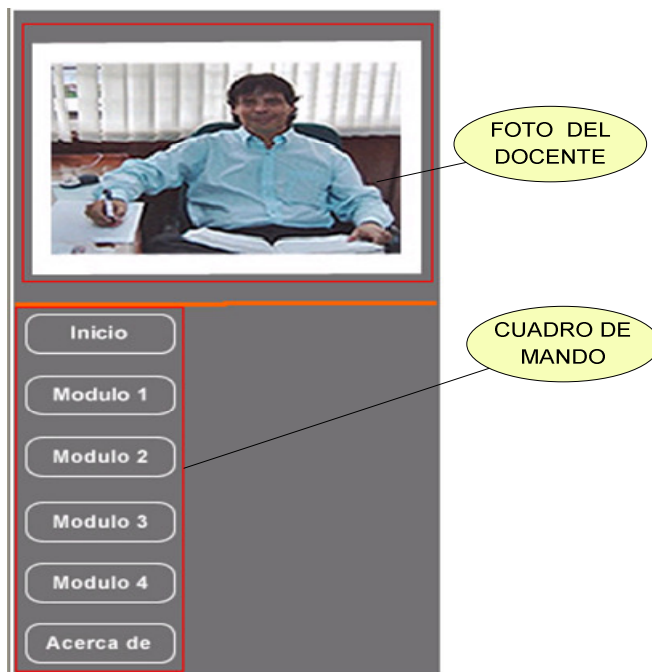 FOTO DEL
DOCENTE
CUADRO DE
MANDO
Inicio
Modulo 1
Modulo 2
Modulo 3
Modulo 4
Acerca de